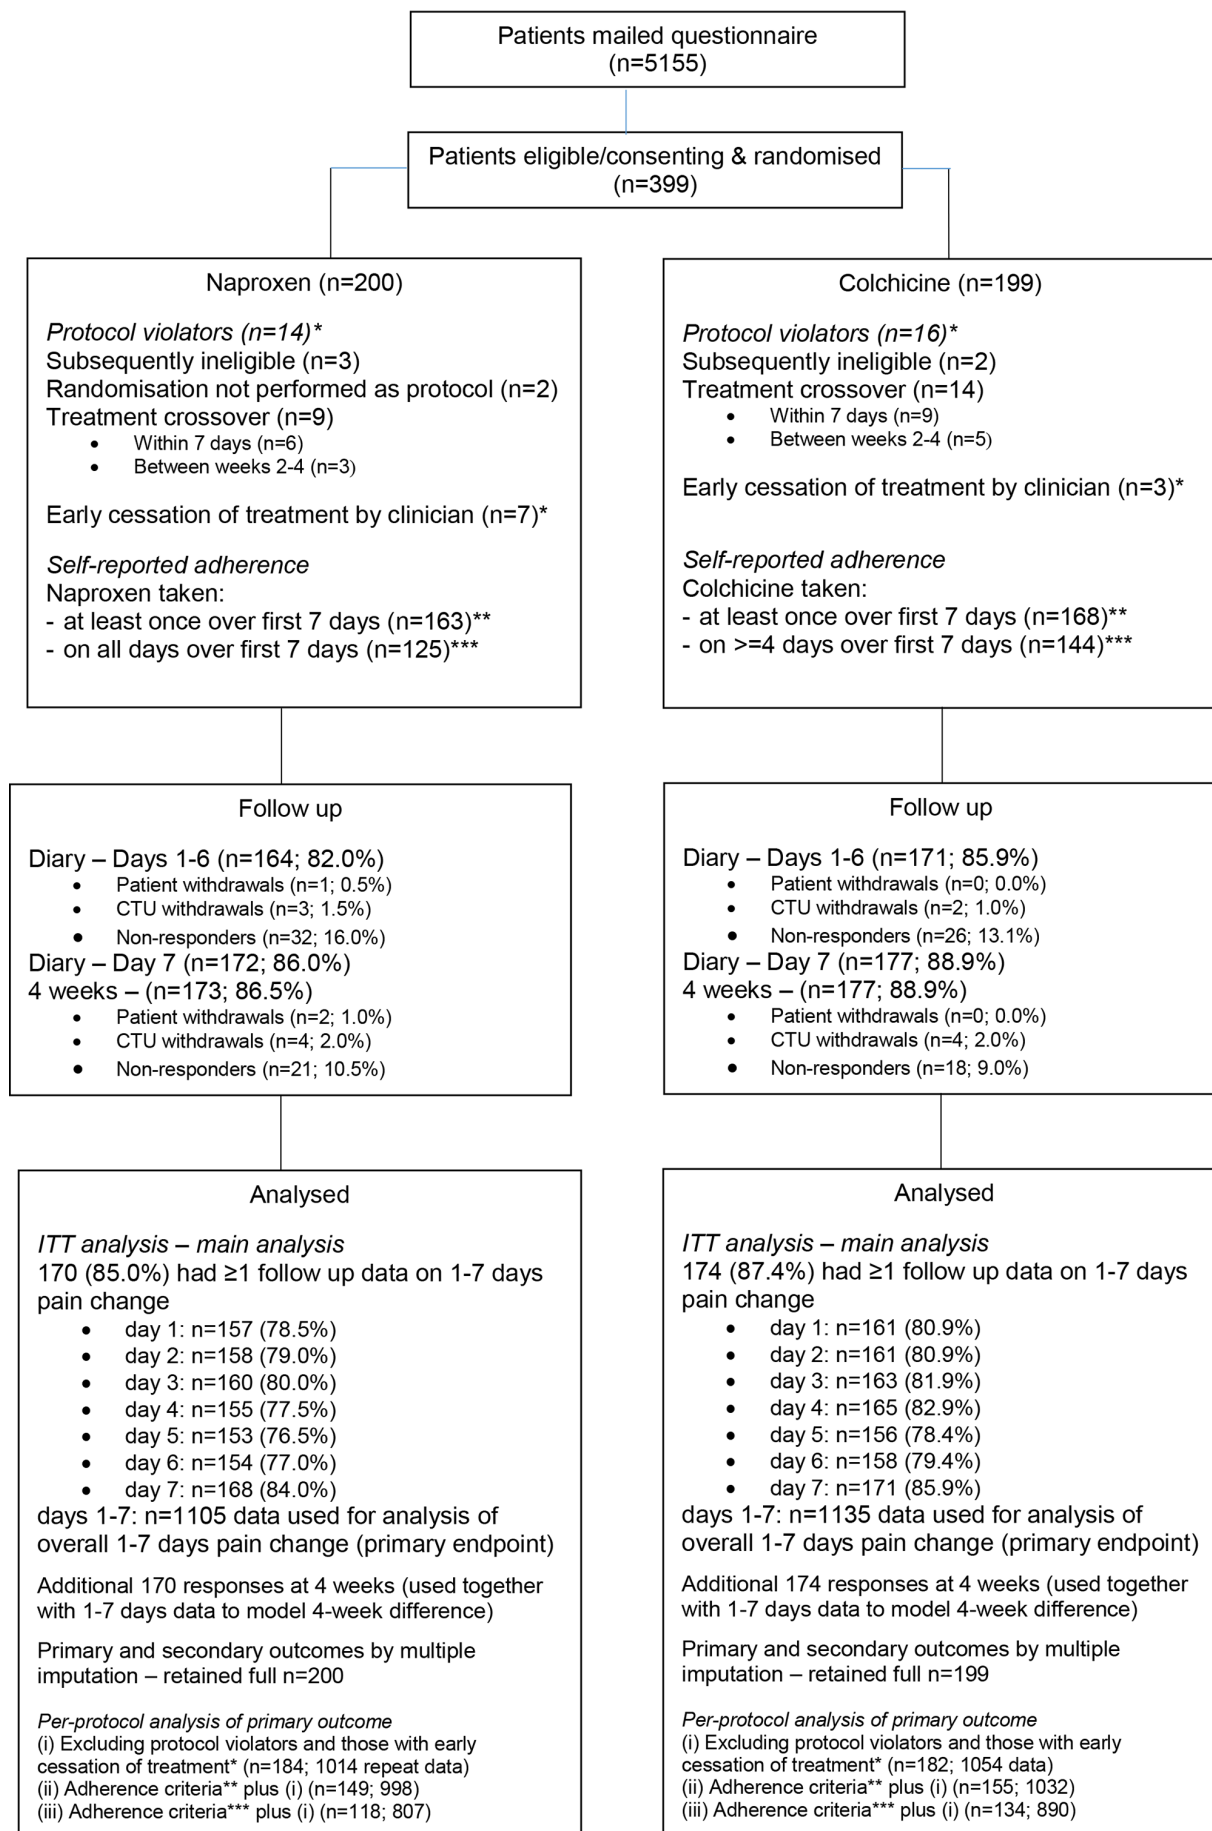 Patients mailed questionnaire
(n=5155)
Patients eligible/consenting & randomised
(n=399)
Naproxen (n=200)
Protocol violators (n=14)*
Subsequently ineligible (n=3)
Randomisation not performed as protocol (n=2)
Treatment crossover (n=9)
• Within 7 days (n=6)
• Between weeks 2-4 (n=3)
Early cessation of treatment by clinician (n=7)*
Self-reported adherence
Naproxen taken:
- at least once over first 7 days (n=163)**
- on all days over first 7 days (n=125)***
Colchicine (n=199)
Protocol violators (n=16)*
Subsequently ineligible (n=2)
Treatment crossover (n=14)
• Within 7 days (n=9)
• Between weeks 2-4 (n=5)
Early cessation of treatment by clinician (n=3)*
Self-reported adherence
Colchicine taken:
- at least once over first 7 days (n=168)**
- on >=4 days over first 7 days (n=144)***
Follow up
Diary – Days 1-6 (n=164; 82.0%)
• Patient withdrawals (n=1; 0.5%)
• CTU withdrawals (n=3; 1.5%)
• Non-responders (n=32; 16.0%)
Diary – Day 7 (n=172; 86.0%)
4 weeks – (n=173; 86.5%)
• Patient withdrawals (n=2; 1.0%)
• CTU withdrawals (n=4; 2.0%)
• Non-responders (n=21; 10.5%)
Follow up
Diary – Days 1-6 (n=171; 85.9%)
• Patient withdrawals (n=0; 0.0%)
• CTU withdrawals (n=2; 1.0%)
• Non-responders (n=26; 13.1%)
Diary – Day 7 (n=177; 88.9%)
4 weeks – (n=177; 88.9%)
• Patient withdrawals (n=0; 0.0%)
• CTU withdrawals (n=4; 2.0%)
• Non-responders (n=18; 9.0%)
Analysed
ITT analysis – main analysis
170 (85.0%) had ≥1 follow up data on 1-7 days
pain change
• day 1: n=157 (78.5%)
• day 2: n=158 (79.0%)
• day 3: n=160 (80.0%)
• day 4: n=155 (77.5%)
• day 5: n=153 (76.5%)
• day 6: n=154 (77.0%)
• day 7: n=168 (84.0%)
days 1-7: n=1105 data used for analysis of
overall 1-7 days pain change (primary endpoint)
Additional 170 responses at 4 weeks (used together
with 1-7 days data to model 4-week difference)
Primary and secondary outcomes by multiple
imputation – retained full n=200
Per-protocol analysis of primary outcome
(i) Excluding protocol violators and those with early
cessation of treatment* (n=184; 1014 repeat data)
(ii) Adherence criteria** plus (i) (n=149; 998)
(iii) Adherence criteria*** plus (i) (n=118; 807)
Analysed
ITT analysis – main analysis
174 (87.4%) had ≥1 follow up data on 1-7 days
pain change
• day 1: n=161 (80.9%)
• day 2: n=161 (80.9%)
• day 3: n=163 (81.9%)
• day 4: n=165 (82.9%)
• day 5: n=156 (78.4%)
• day 6: n=158 (79.4%)
• day 7: n=171 (85.9%)
days 1-7: n=1135 data used for analysis of
overall 1-7 days pain change (primary endpoint)
Additional 174 responses at 4 weeks (used together
with 1-7 days data to model 4-week difference)
Primary and secondary outcomes by multiple
imputation – retained full n=199
Per-protocol analysis of primary outcome
(i) Excluding protocol violators and those with early
cessation of treatment* (n=182; 1054 data)
(ii) Adherence criteria** plus (i) (n=155; 1032)
(iii) Adherence criteria*** plus (i) (n=134; 890)